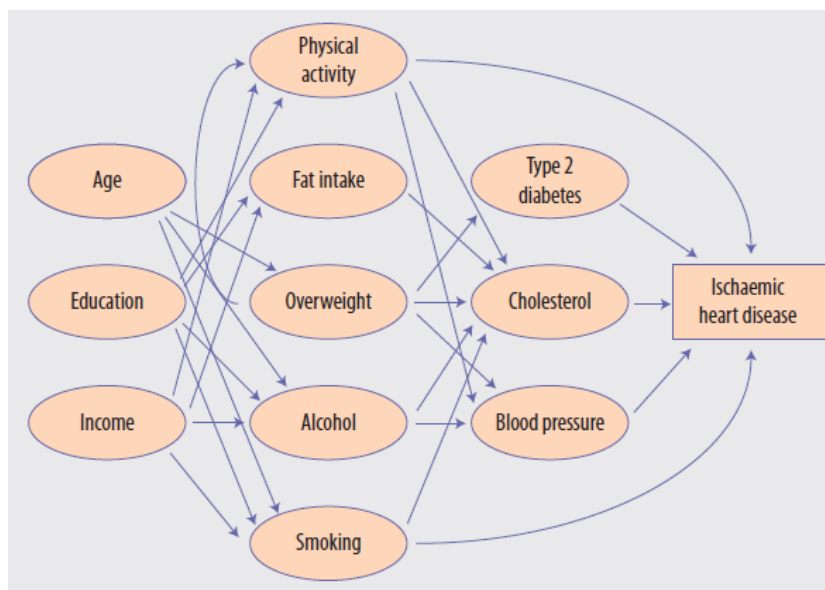 Physical
activity
Age
Fat intake
Type 2
diabetes
Education
Overweight
Cholesterol
Ischaemic
heart disease
Income
Alcohol
Blood pressure
Smoking